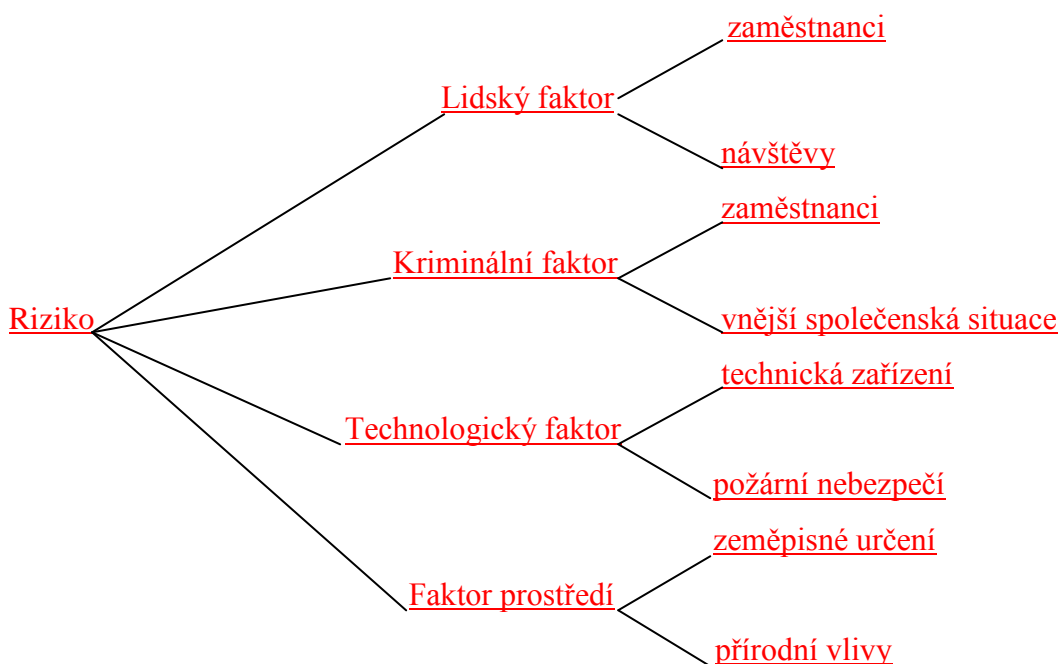 zaměstnanci
Lidský faktor
návštěvy
zaměstnanci
Kriminální faktor
Riziko
vnější společenská situace
technická zařízení
Technologický faktor
požární nebezpečí
zeměpisné určení
Faktor prostředí
přírodní vlivy